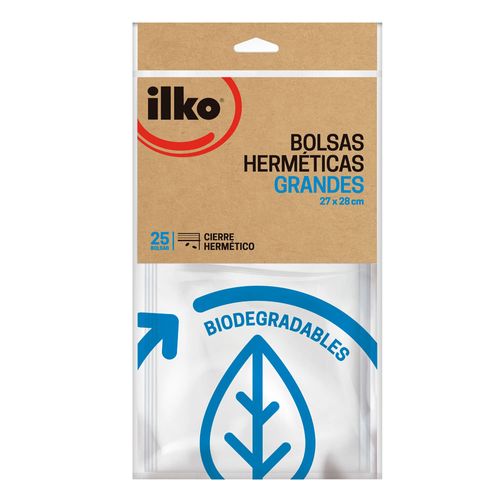 ilko®
BOLSAS
HERMÉTICAS
GRANDES
27 x 28 cm
25
BOLSAS
CIERRE
HERMÉTICO
BIODEGRADABLES